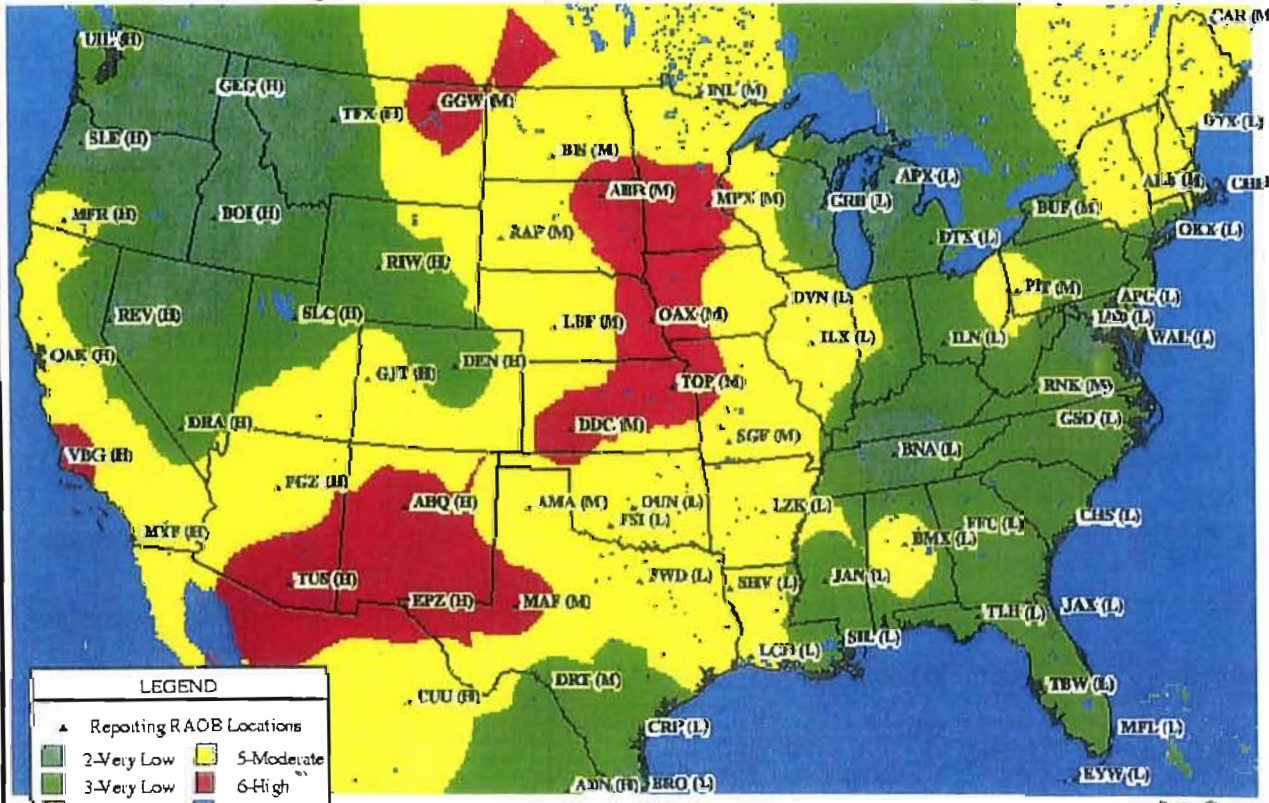 CAR (M
UIL (H)
GEG (H)
TFX (H)
GGW (M)
INL (M)
GYX (L)
SLE (H)
BIS (M)
APX (L)
ALB (M)
CHH
MFR (H)
BOI (H)
ABR (M)
MPX (M)
GRB (L)
BUF (M)
OKX (L)
RAP (M)
DTX (L)
RIW (H)
PIT (M)
DVN (L)
APG (L)
REV (H)
SLC (H)
LBF (M)
OAX (M)
ILX (L)
ILN (L)
IAD (L)
WAL (L)
OAK (H)
GJT (H)
DEN (H)
TOP (M)
RNK (M)
DRA (H)
DDC (M)
SGF (M)
GSO (L)
VBG (H)
BNA (L)
FGZ (H)
ABQ (H)
AMA (M)
OUN (L)
FSI (L)
LZK (L)
FFC (L)
CHS (L)
MYF (H)
BMX (L)
TUS (H)
EPZ (H)
MAF (M)
FWD (L)
SHV (L)
JAN (L)
TLH (L)
JAX (L)
LCH (L)
SIL (L)
CUU (H)
DRT (M)
TBW (L)
CRP (L)
MFL (L)
ADN (H)
BRO (L)
EYW (L)
LEGEND
Reporting RAOB Locations
2-Very Low
5-Moderate
3-Very Low
6-High